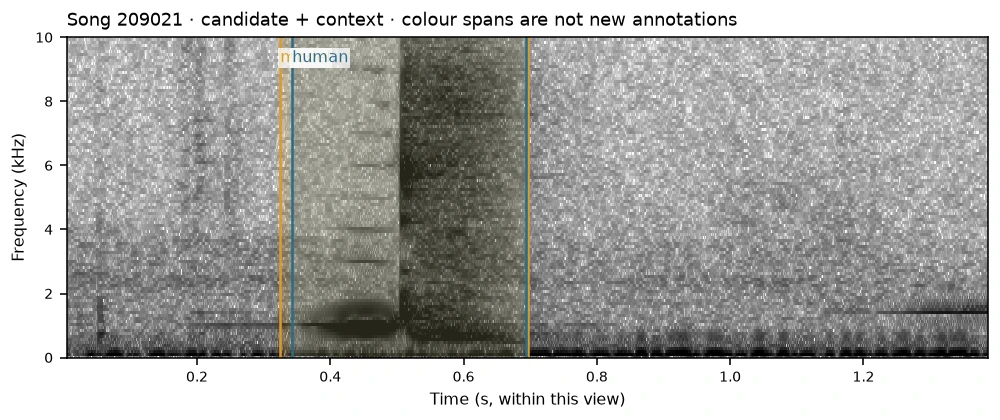 Song 209021 · candidate + context · colour spans are not new annotations
human
Frequency (kHz)
10
8
6
4
2
0
0.2 0.4 0.6 0.8 1.0 1.2
Time (s, within this view)